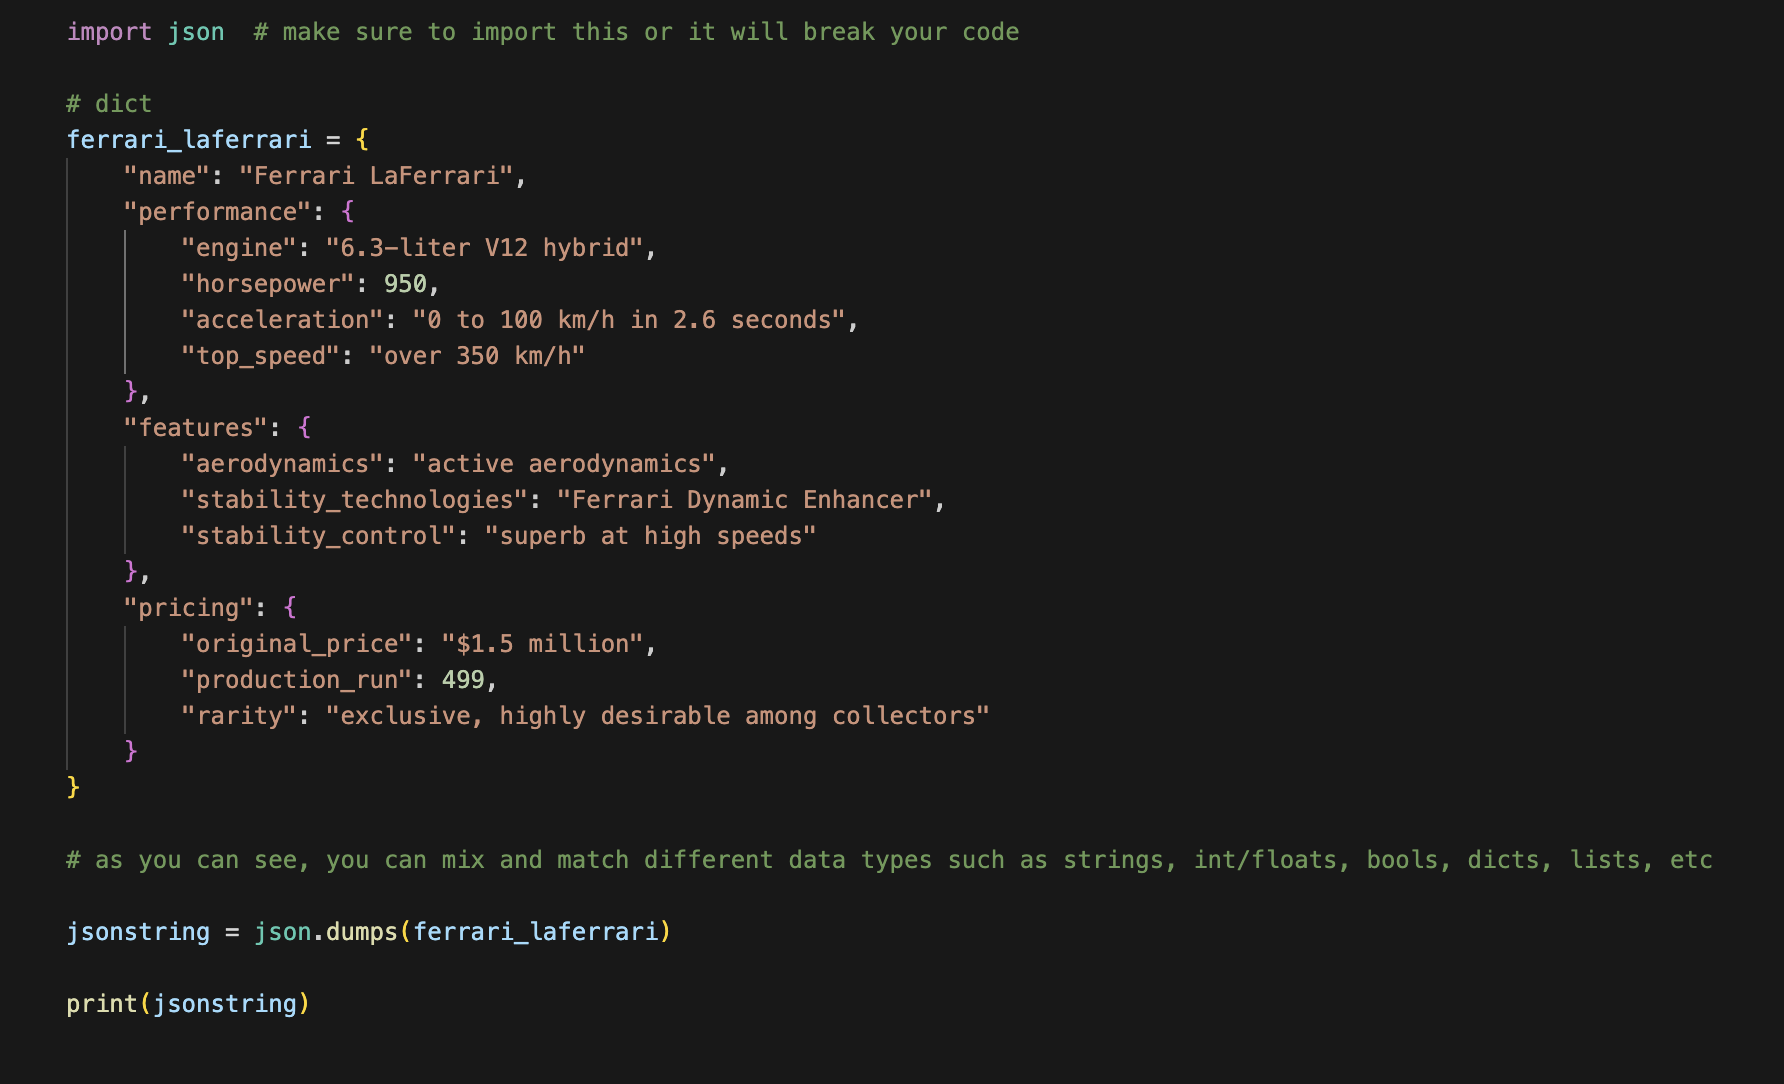 import json  # make sure to import this or it will break your code
# dict
ferrari_laferrari = {
    "name": "Ferrari LaFerrari",
    "performance": {
        "engine": "6.3-liter V12 hybrid",
        "horsepower": 950,
        "acceleration": "0 to 100 km/h in 2.6 seconds",
        "top_speed": "over 350 km/h"
    },
    "features": {
        "aerodynamics": "active aerodynamics",
        "stability_technologies": "Ferrari Dynamic Enhancer",
        "stability_control": "superb at high speeds"
    },
    "pricing": {
        "original_price": "$1.5 million",
        "production_run": 499,
        "rarity": "exclusive, highly desirable among collectors"
    }
}
# as you can see, you can mix and match different data types such as strings, int/floats, bools, dicts, lists, etc
jsonstring = json.dumps(ferrari_laferrari)
print(jsonstring)